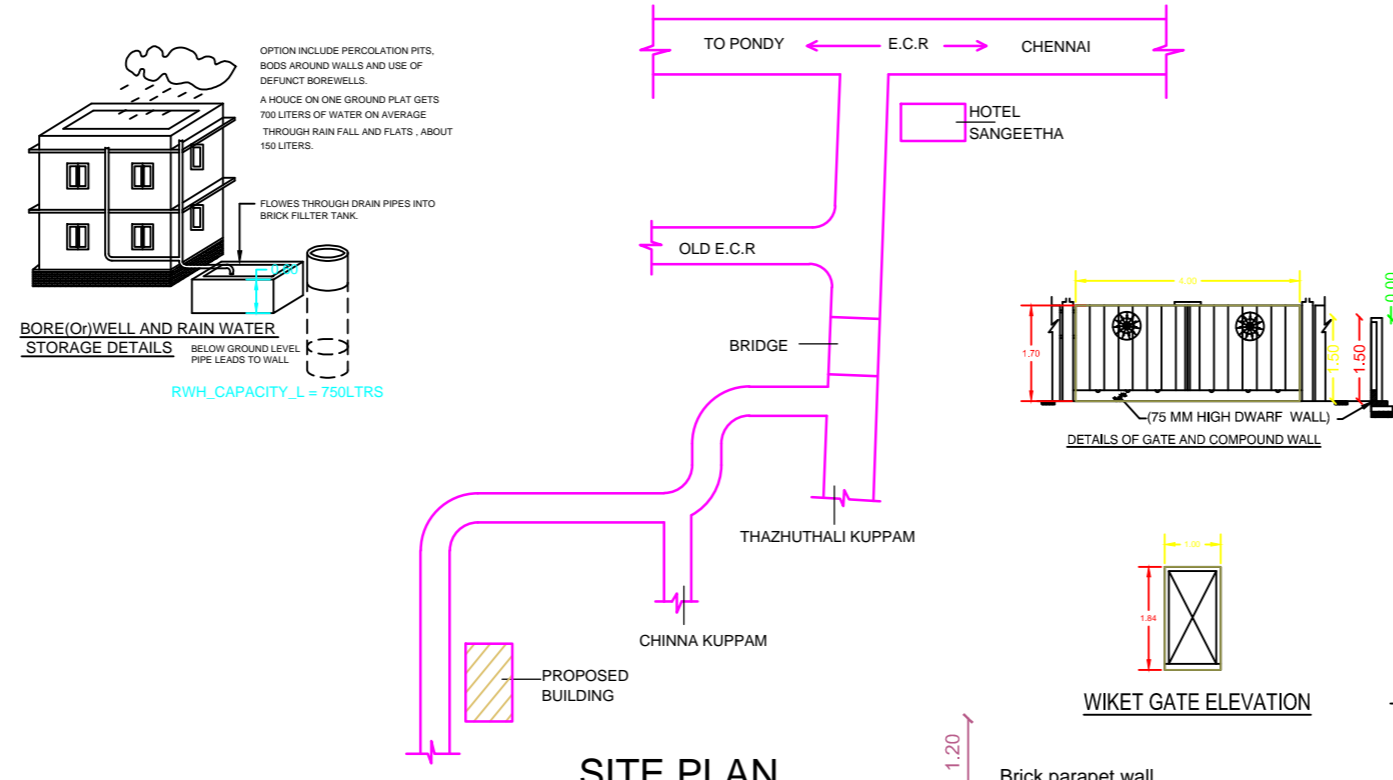 OPTION INCLUDE PERCOLATION PITS,
BODS AROUND WALLS AND USE OF
DEFUNCT BOREWELLS.
A HOUCE ON ONE GROUND PLAT GETS
700 LITERS OF WATER ON AVERAGE
THROUGH RAIN FALL AND FLATS , ABOUT
150 LITERS.
FLOWES THROUGH DRAIN PIPES INTO
BRICK FILLTER TANK.
BORE(Or)WELL AND RAIN WATER
STORAGE DETAILS
BELOW GROUND LEVEL
PIPE LEADS TO WALL
RWH_CAPACITY_L = 750LTRS
TO PONDY
E.C.R
CHENNAI
HOTEL
SANGEETHA
OLD E.C.R
BRIDGE
THAZHUTHALI KUPPAM
CHINNA KUPPAM
PROPOSED
BUILDING
SITE PLAN
4.00
1.70
1.50
1.50
0.00
(75 MM HIGH DWARF WALL)
DETAILS OF GATE AND COMPOUND WALL
1.84
WIKET GATE ELEVATION
1.20
Brick parapet wall